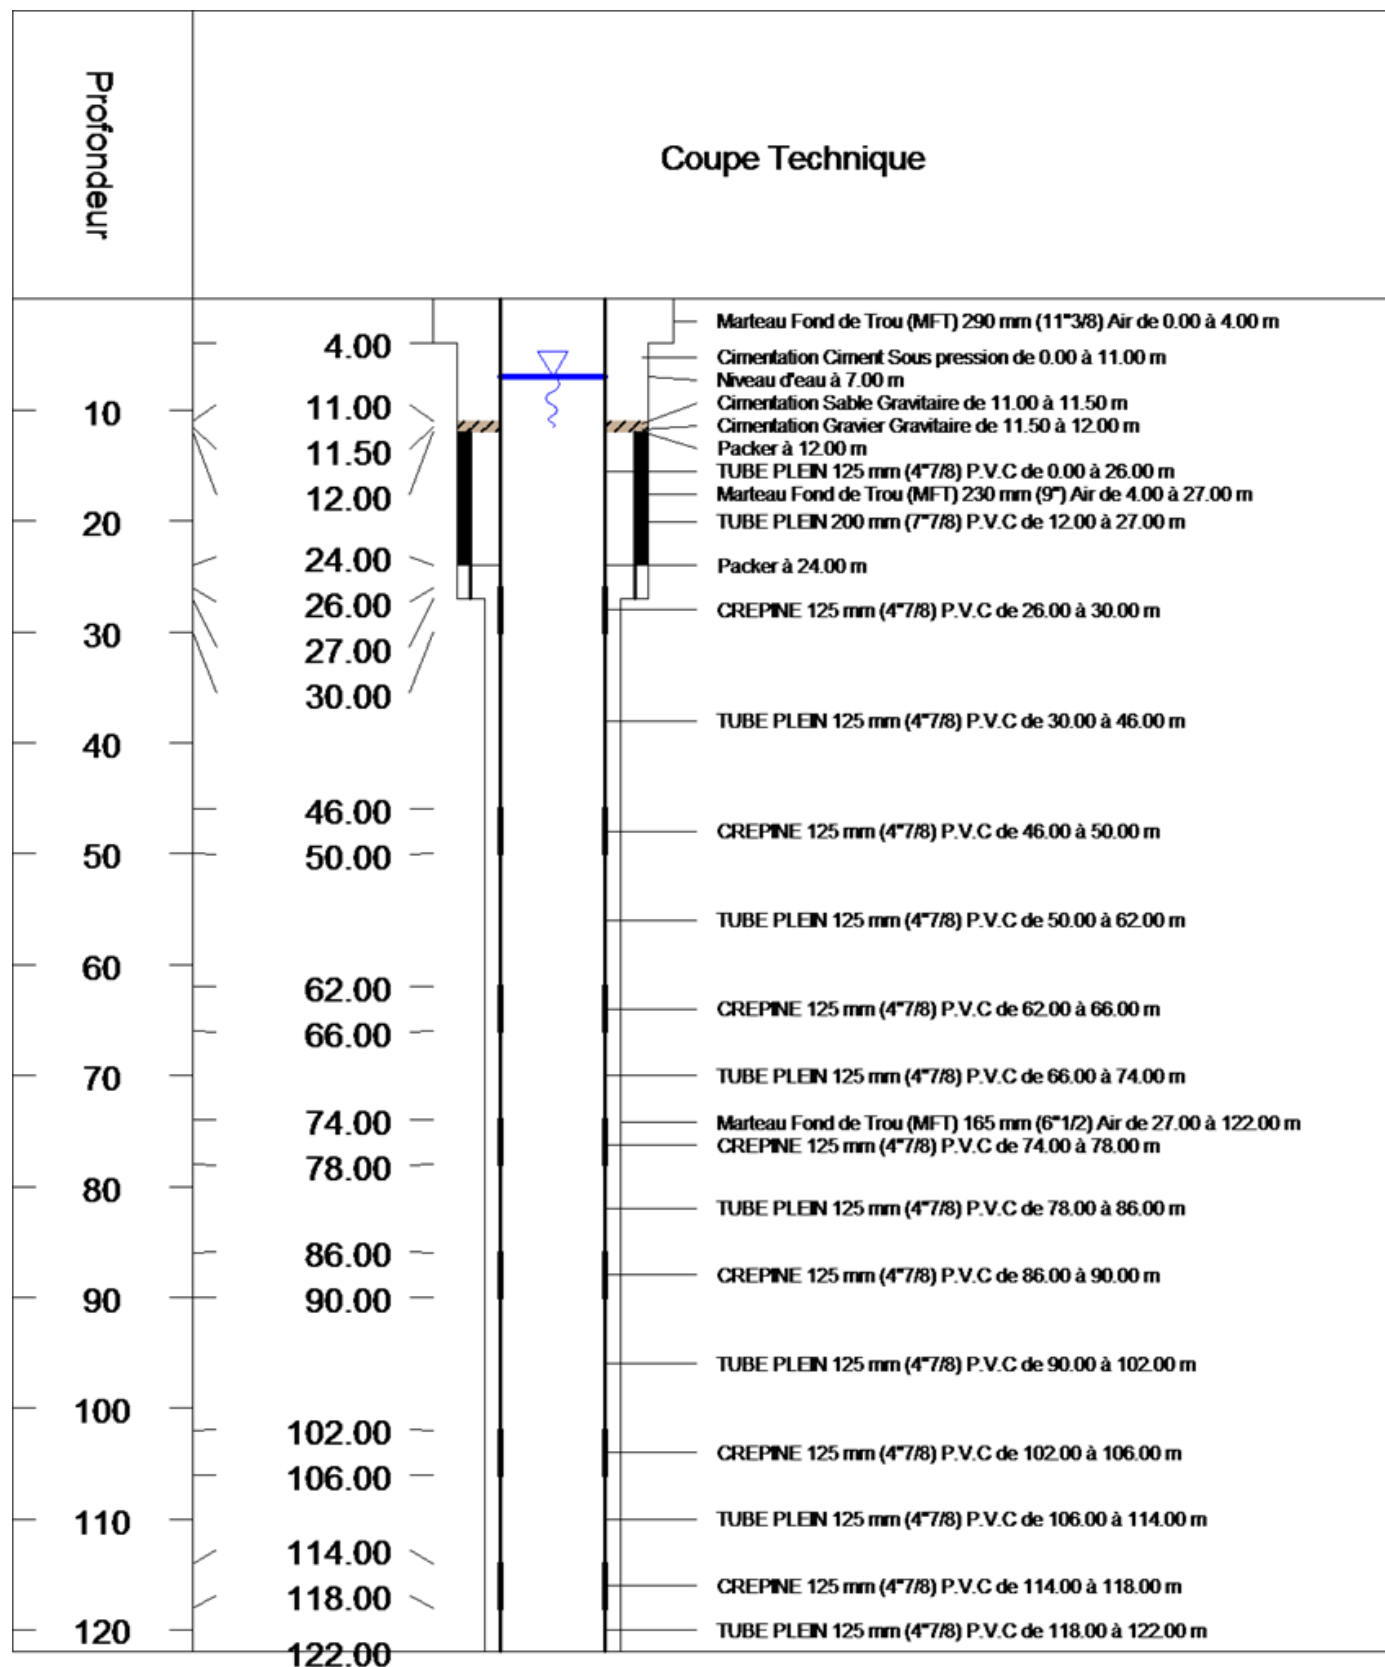 Profondeur
Coupe Technique
Marteau Fond de Trou (MFT) 290 mm (11"3/8) Air de 0.00 à 4.00 m
4.00
Cimentation Ciment Sous pression de 0.00 à 11.00 m
Niveau d'eau à 7.00 m
10
11.00
Cimentation Sable Gravitaire de 11.00 à 11.50 m
Cimentation Gravier Gravitaire de 11.50 à 12.00 m
11.50
Packer à 12.00 m
TUBE PLEIN 125 mm (4"7/8) P.V.C de 0.00 à 26.00 m
12.00
Marteau Fond de Trou (MFT) 230 mm (9") Air de 4.00 à 27.00 m
20
TUBE PLEIN 200 mm (7"7/8) P.V.C de 12.00 à 27.00 m
24.00
Packer à 24.00 m
26.00
CREPINE 125 mm (4"7/8) P.V.C de 26.00 à 30.00 m
30
27.00
30.00
TUBE PLEIN 125 mm (4"7/8) P.V.C de 30.00 à 46.00 m
40
46.00
CREPINE 125 mm (4"7/8) P.V.C de 46.00 à 50.00 m
50
50.00
TUBE PLEIN 125 mm (4"7/8) P.V.C de 50.00 à 62.00 m
60
62.00
CREPINE 125 mm (4"7/8) P.V.C de 62.00 à 66.00 m
66.00
70
TUBE PLEIN 125 mm (4"7/8) P.V.C de 66.00 à 74.00 m
74.00
Marteau Fond de Trou (MFT) 165 mm (6"1/2) Air de 27.00 à 122.00 m
CREPINE 125 mm (4"7/8) P.V.C de 74.00 à 78.00 m
78.00
80
TUBE PLEIN 125 mm (4"7/8) P.V.C de 78.00 à 86.00 m
86.00
CREPINE 125 mm (4"7/8) P.V.C de 86.00 à 90.00 m
90
90.00
TUBE PLEIN 125 mm (4"7/8) P.V.C de 90.00 à 102.00 m
100
102.00
CREPINE 125 mm (4"7/8) P.V.C de 102.00 à 106.00 m
106.00
110
TUBE PLEIN 125 mm (4"7/8) P.V.C de 106.00 à 114.00 m
114.00
CREPINE 125 mm (4"7/8) P.V.C de 114.00 à 118.00 m
118.00
120
TUBE PLEIN 125 mm (4"7/8) P.V.C de 118.00 à 122.00 m
122.00